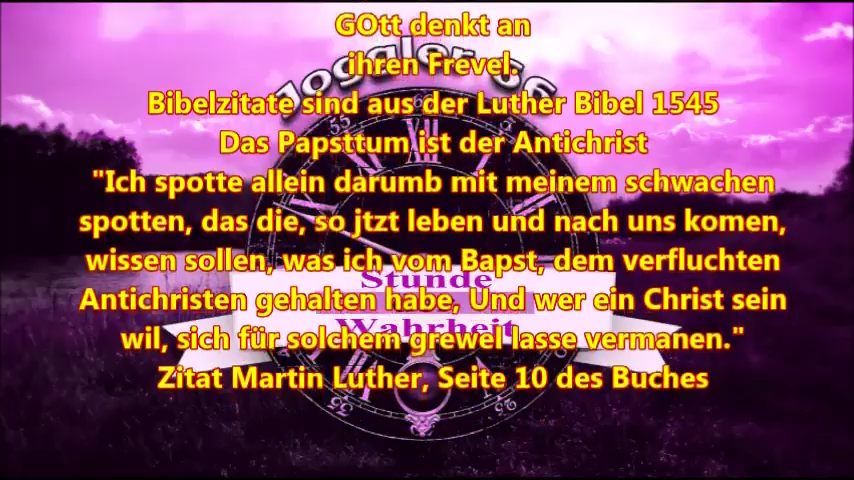 GOtt denkt an
ihren Frevel.
Joggler66
Bibelzitate sind aus der Luther Bibel 1545
Das Papsttum ist der Antichrist
"Ich spotte allein darumb mit meinem schwachen
spotten, das die, so jtzt leben und nach uns komen,
wissen sollen, was ich vom Bapst, dem verfluchten
Stunde
Antichristen gehalten habe, Und wer ein Christ sein
Wahrheit
wil, sich für solchem grewel lasse vermanen."
Zitat Martin Luther, Seite 10 des Buches